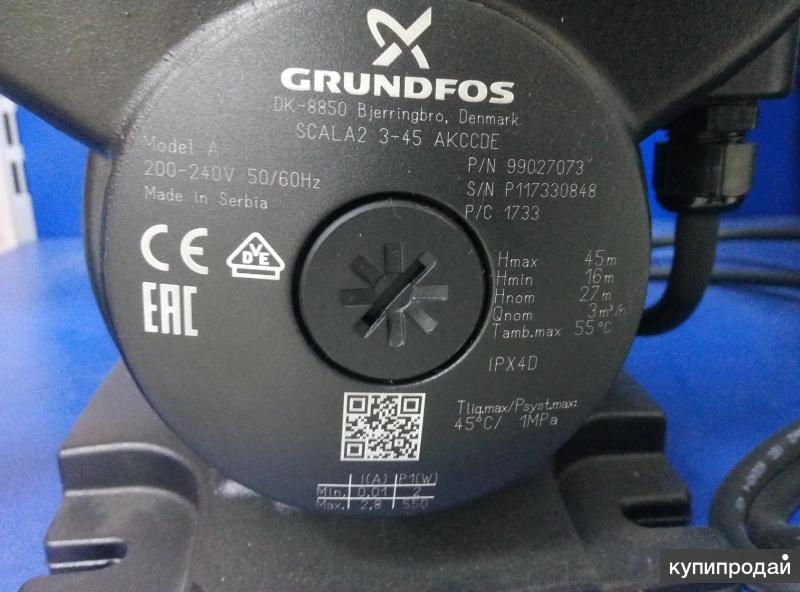 GRUNDFOS
DK-8850 Bjerringbro, Denmark
SCALA2 3-45 AKCCDE
Model A
200-240V 50/60Hz
Made in Serbia
P/N 99027073
S/N P117330848
P/C 1733
CE
DVE
EAC
Hmax 45m
Hmin 16m
Hnom 27m
Qnom 3m³/h
Tamb.max 55°C
IPX4D
Tliq.max/Psyst.max:
45°C/ 1MPa
I(A) P1(W)
Min. 0,01 2
Max. 2,8 550
купипродай